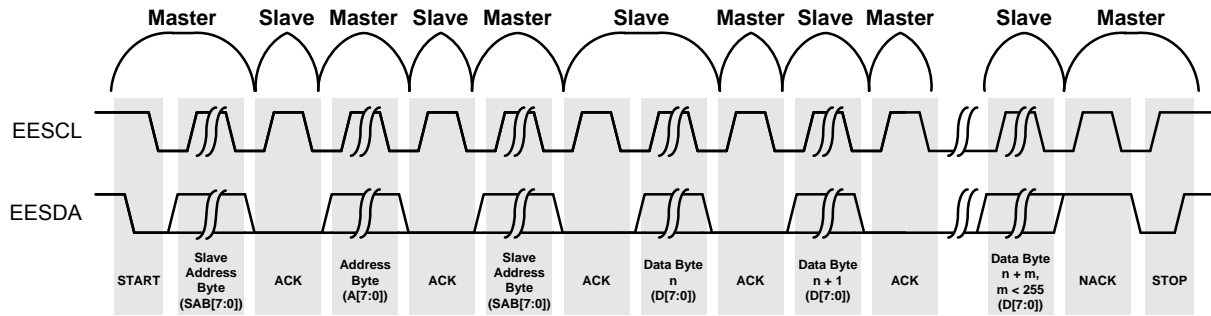 Master Slave Master Slave Master Slave Master Slave Master Slave Master
EESCL
EESDA
START
Slave
Address
Byte
(SAB[7:0])
ACK
Address
Byte
(A[7:0])
ACK
Slave
Address
Byte
(SAB[7:0])
ACK
Data Byte
n
(D[7:0])
ACK
Data Byte
n + 1
(D[7:0])
ACK
Data Byte
n + m,
m < 255
(D[7:0])
NACK
STOP